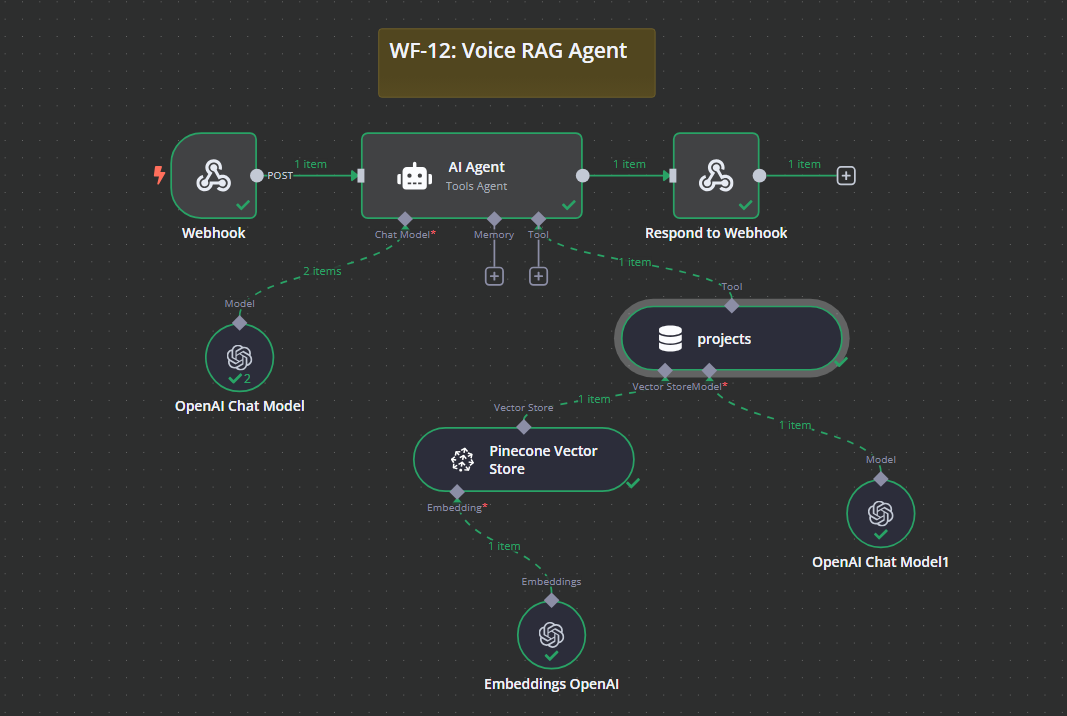 WF-12: Voice RAG Agent
1 item
1 item
1 item
POST
AI Agent
Tools Agent
Webhook
Chat Model*
Memory
Tool
Respond to Webhook
2 items
1 item
Model
Tool
projects
2
OpenAI Chat Model
Vector Store
Model*
1 item
Vector Store
1 item
Pinecone Vector
Store
Model
Embedding*
1 item
OpenAI Chat Model1
Embeddings
Embeddings OpenAI